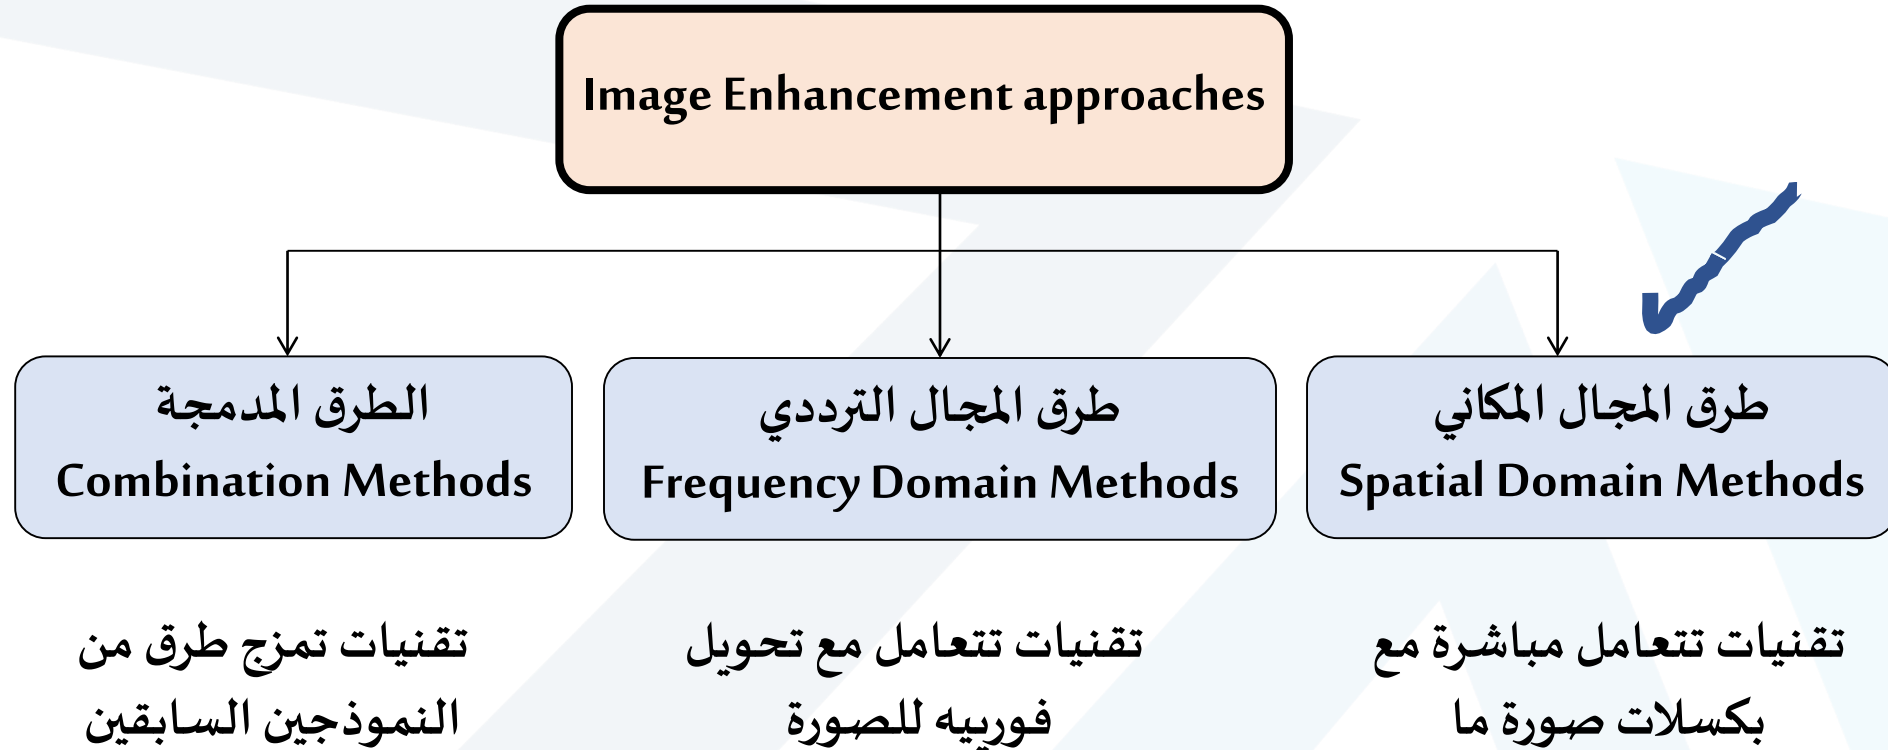 Image Enhancement approaches
طرق المجال المكاني
Spatial Domain Methods
تقنيات تتعامل مباشرة مع
بكسلات صورة ما
طرق المجال الترددي
Frequency Domain Methods
تقنيات تتعامل مع تحويل
فورييه للصورة
الطرق المدمجة
Combination Methods
تقنيات تمزج طرق من
النموذجين السابقين